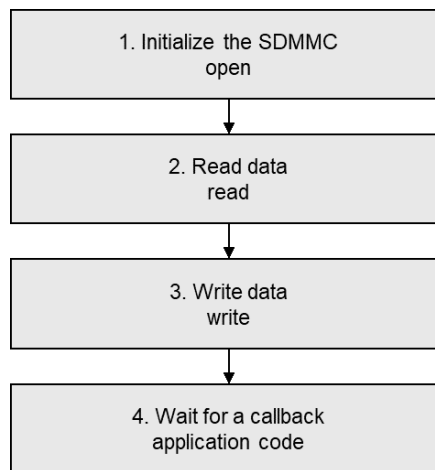 1. Initialize the SDMMC
open
2. Read data
read
3. Write data
write
4. Wait for a callback
application code